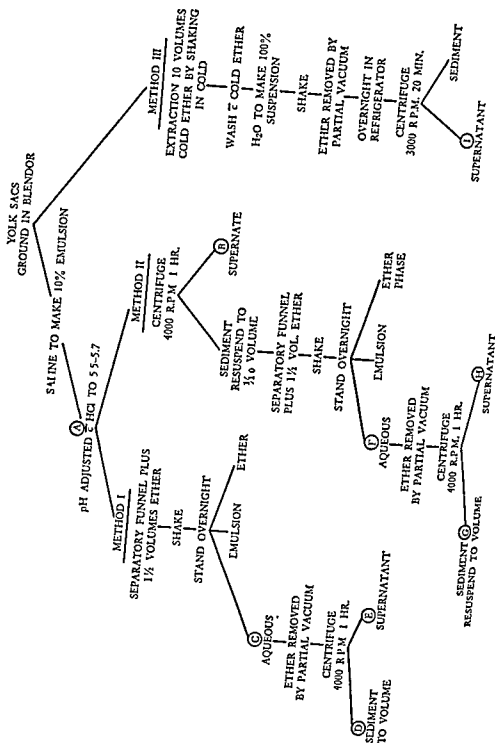 YOLK SACS
GROUND IN BLENDOR
SALINE TO MAKE 10% EMULSION
Ⓐ
pH ADJUSTED c̄ HCl TO 5 5-5.7
METHOD I
SEPARATORY FUNNEL PLUS
1½ VOLUMES ETHER
SHAKE
STAND OVERNIGHT
ETHER
EMULSION
Ⓒ
AQUEOUS
ETHER REMOVED
BY PARTIAL VACUUM
CENTRIFUGE
4000 R P.M 1 HR.
Ⓔ
SUPERNATANT
Ⓓ
SEDIMENT
TO VOLUME
METHOD II
CENTRIFUGE
4000 R.P.M 1 HR.
Ⓑ
SUPERNATE
SEDIMENT
RESUSPEND TO
VOLUME
SEPARATORY FUNNEL
PLUS 1½ VOL. ETHER
SHAKE
STAND OVERNIGHT
ETHER
PHASE
EMULSION
Ⓕ
AQUEOUS
ETHER REMOVED
BY PARTIAL VACUUM
CENTRIFUGE
4000 R.P.M. 1 HR.
Ⓗ
SUPERNATANT
SEDIMENT Ⓖ
RESUSPEND TO VOLUME
METHOD III
EXTRACTION 10 VOLUMES
COLD ETHER BY SHAKING
IN COLD
WASH c̄ COLD ETHER
H₂O TO MAKE 100%
SUSPENSION
SHAKE
ETHER REMOVED BY
PARTIAL VACUUM
OVERNIGHT IN
REFRIGERATOR
CENTRIFUGE
3000 R P.M. 20 MIN.
SEDIMENT
Ⓘ
SUPERNATANT